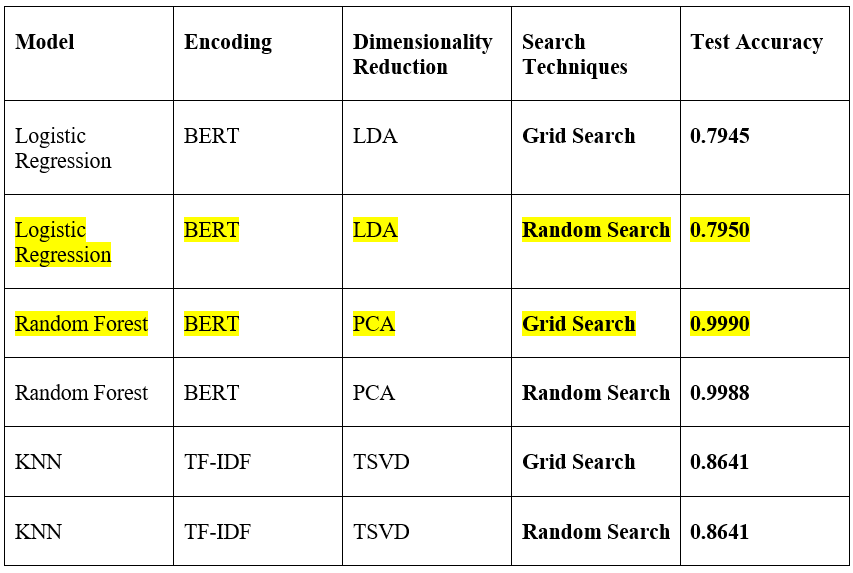 Model Encoding Dimensionality Reduction Search Techniques Test Accuracy
Logistic Regression BERT LDA Grid Search 0.7945
Logistic Regression BERT LDA Random Search 0.7950
Random Forest BERT PCA Grid Search 0.9990
Random Forest BERT PCA Random Search 0.9988
KNN TF-IDF TSVD Grid Search 0.8641
KNN TF-IDF TSVD Random Search 0.8641